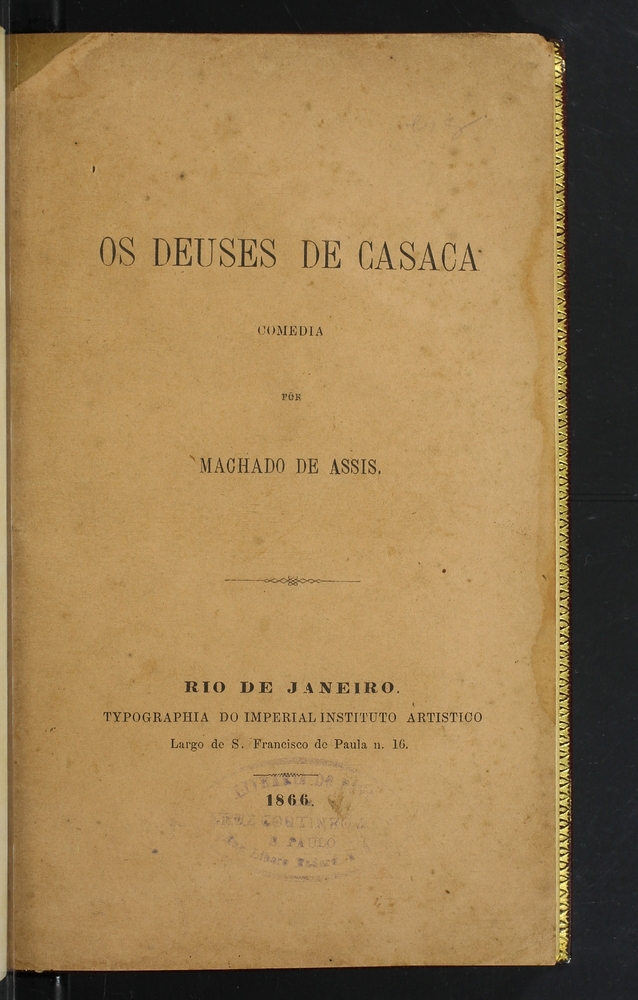 OS DEUSES DE CASACA
COMEDIA
POR
MACHADO DE ASSIS.
RIO DE JANEIRO.
TYPOGRAPHIA DO IMPERIAL INSTITUTO ARTISTICO
Largo de S. Francisco de Paula n. 16.
1866.
PAULO